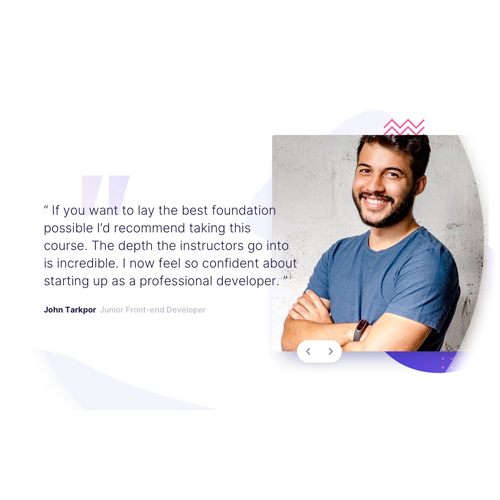 “ If you want to lay the best foundation
possible I’d recommend taking this
course. The depth the instructors go into
is incredible. I now feel so confident about
starting up as a professional developer. ”
John Tarkpor Junior Front-end Developer